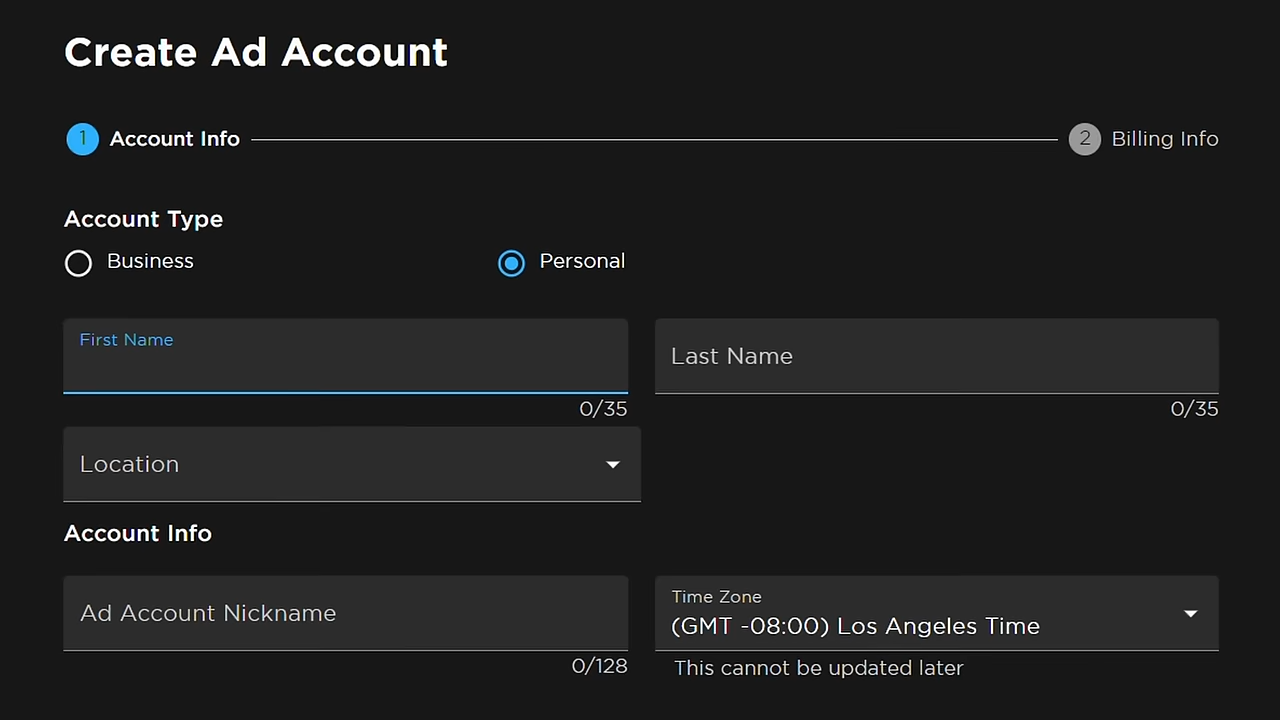 Create Ad Account
1 Account Info
2 Billing Info
Account Type
Business
Personal
First Name
Last Name
0/35
0/35
Location
Account Info
Ad Account Nickname
Time Zone
(GMT -08:00) Los Angeles Time
0/128
This cannot be updated later